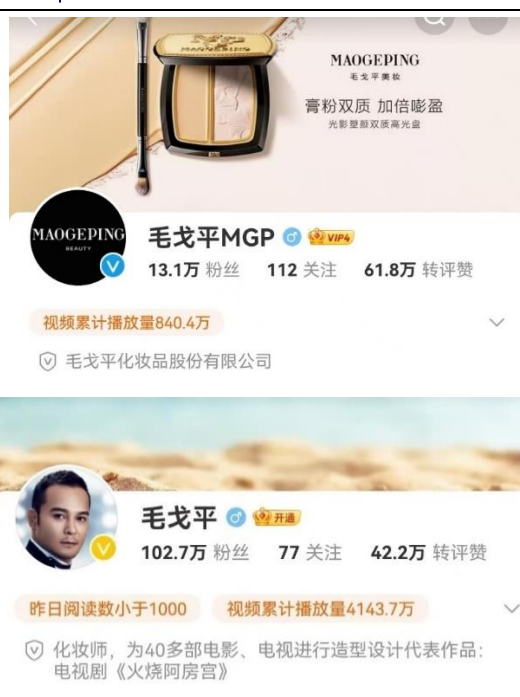 MAOGEPING
毛戈平美妆
膏粉双质 加倍嘭盈
光影塑颜双质高光盘
MAOGEPING
MAOGEPING
BEAUTY
毛戈平MGP VIP4
13.1万 粉丝 112 关注 61.8万 转评赞
视频累计播放量840.4万
毛戈平化妆品股份有限公司
毛戈平 开通
102.7万 粉丝 77 关注 42.2万 转评赞
昨日阅读数小于1000 视频累计播放量4143.7万
化妆师，为40多部电影、电视进行造型设计代表作品：
电视剧《火烧阿房宫》